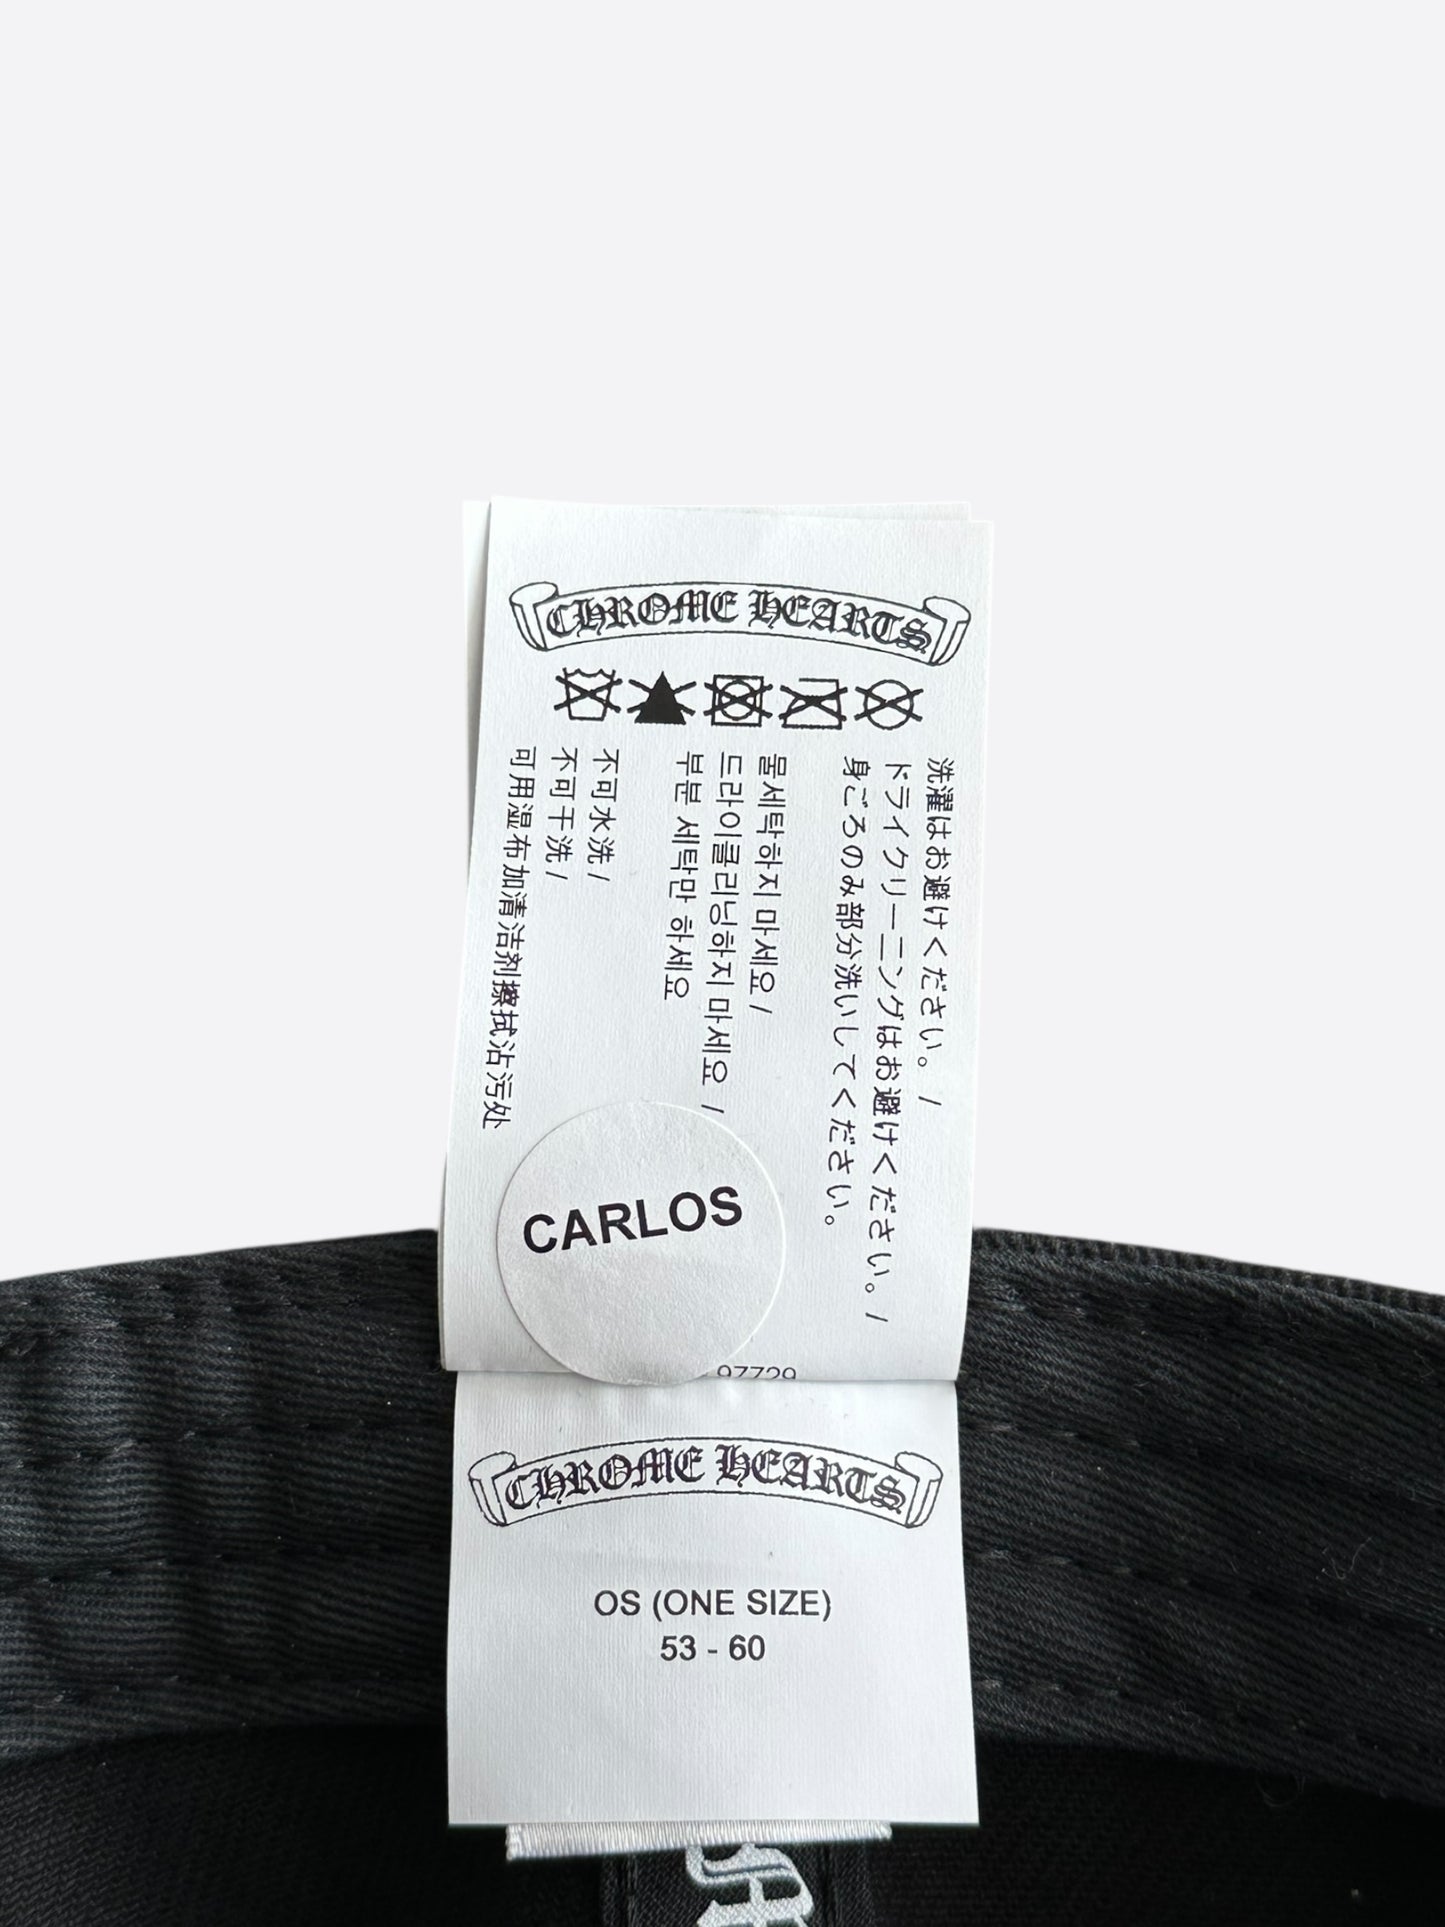 CHROME HEARTS
洗濯はお避けください。/
ドライクリーニングはお避けください。/
身ごろのみ部分洗いしてください。
물세탁하지 마세요 /
드라이클리닝하지 마세요 /
부분 세탁만 하세요
不可水洗 /
不可干洗 /
可用湿布加清洁剂擦拭沾污处
CARLOS
97729
CHROME HEARTS
OS (ONE SIZE)
53 - 60